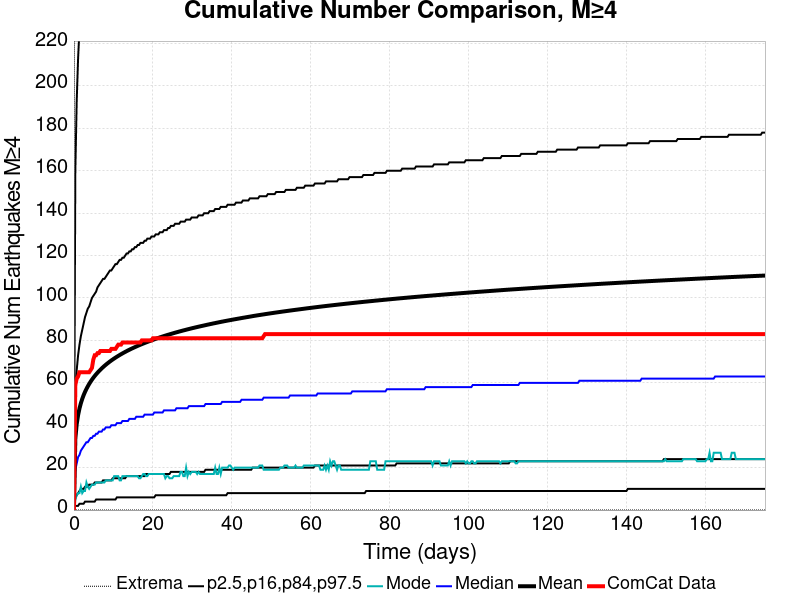 Cumulative Number Comparison, M≥4
Cumulative Num Earthquakes M≥4
220
200
180
160
140
120
100
80
60
40
20
0
0 20 40 60 80 100 120 140 160
Time (days)
Extrema p2.5,p16,p84,p97.5 Mode Median Mean ComCat Data